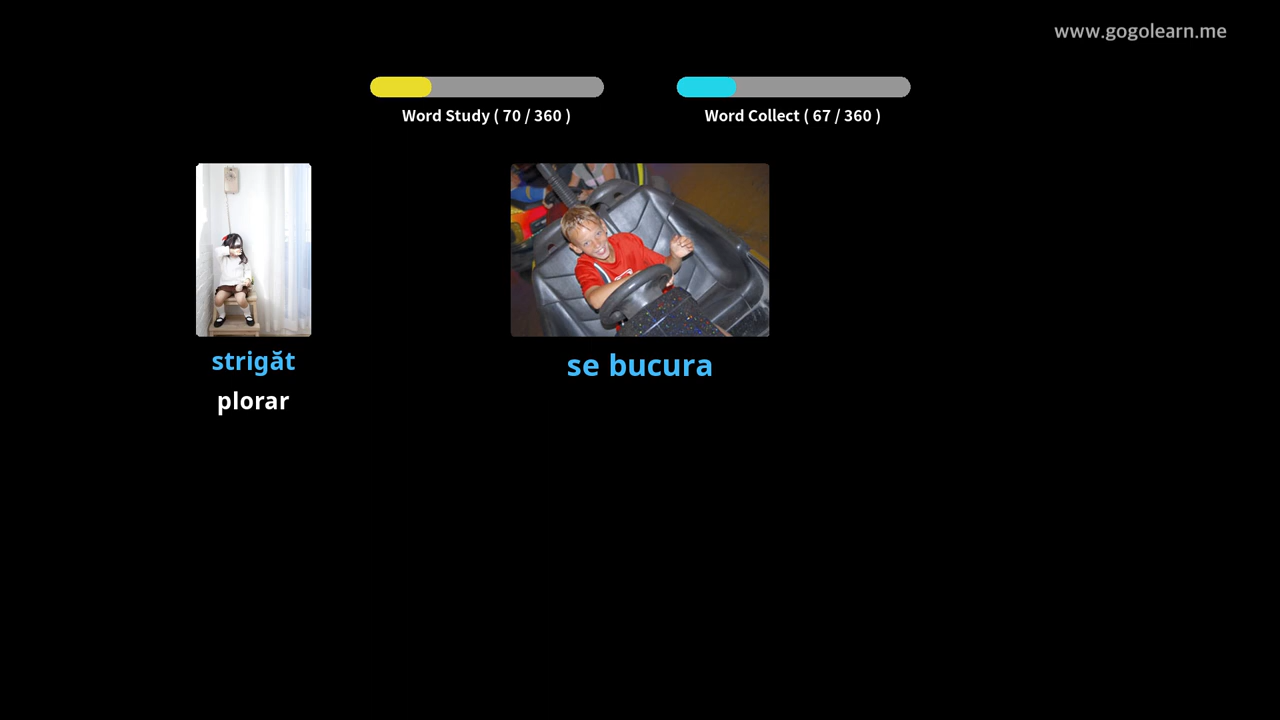 www.gogolearn.me
Word Study ( 70 / 360 )
Word Collect ( 67 / 360 )
strigăt
plorar
se bucura